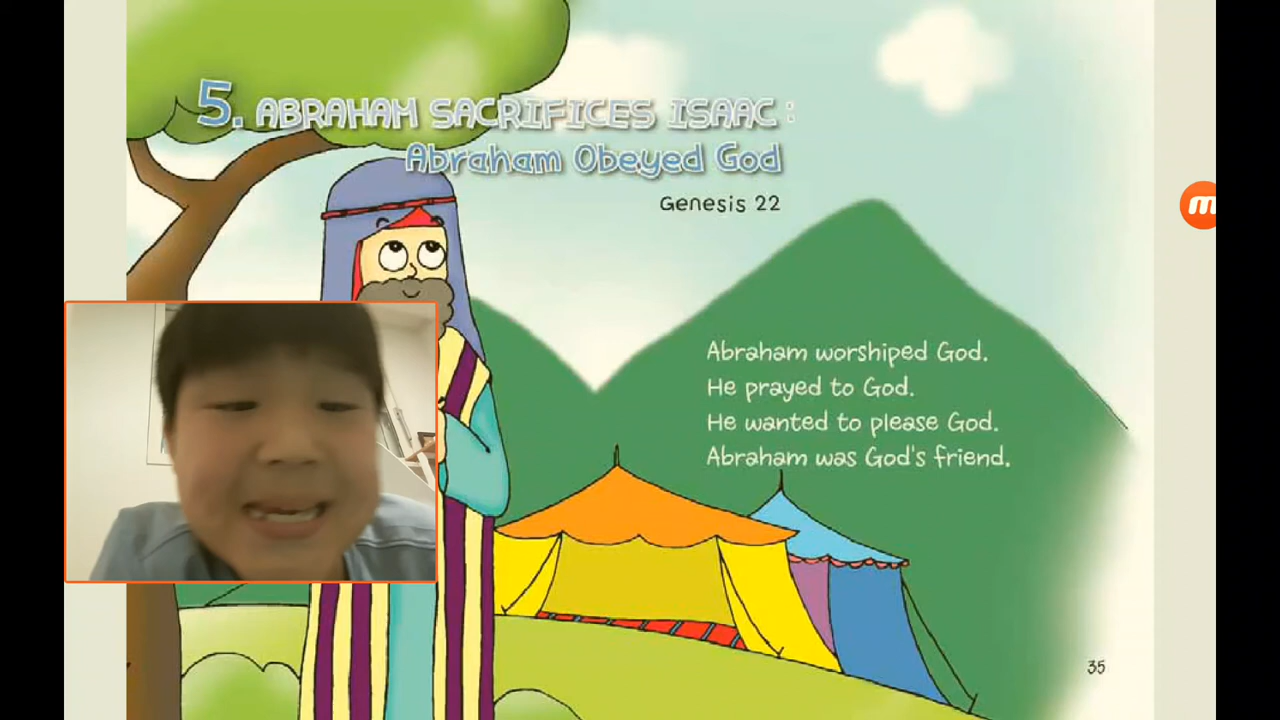 5. ABRAHAM SACRIFICES ISAAC :
Abraham Obeyed God
Genesis 22
Abraham worshiped God.
He prayed to God.
He wanted to please God.
Abraham was God's friend.
35
m